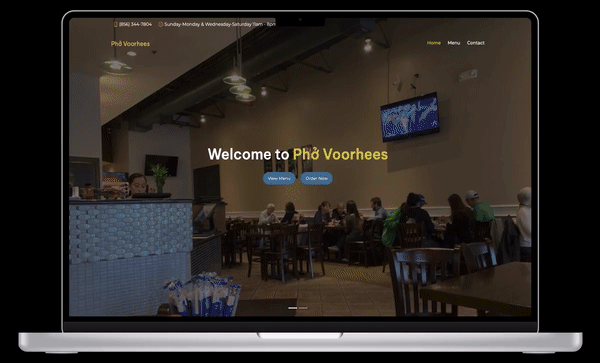 (856) 344-7804 Sunday-Monday & Wednesday-Saturday 11am - 8pm
Phở Voorhees
Home Menu Contact
Welcome to Phở Voorhees
View Menu Order Now